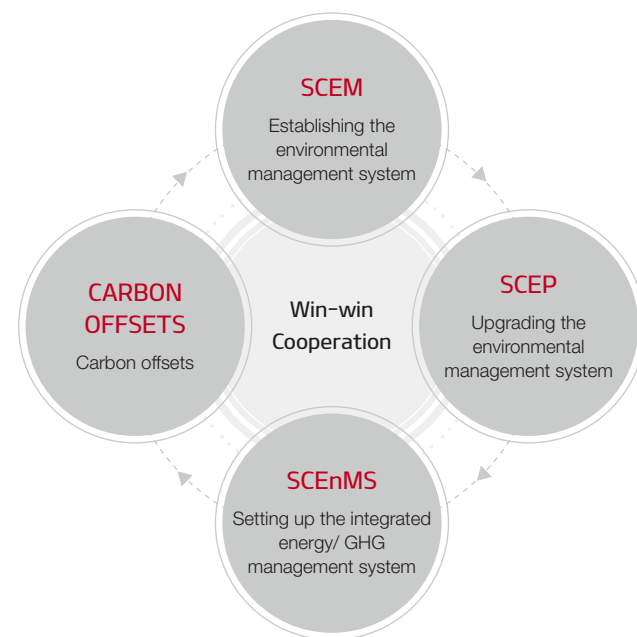 SCEM
Establishing the
environmental
management system
CARBON
OFFSETS
Carbon offsets
Win-win
Cooperation
SCEP
Upgrading the
environmental
management system
SCEnMS
Setting up the integrated
energy/ GHG
management system